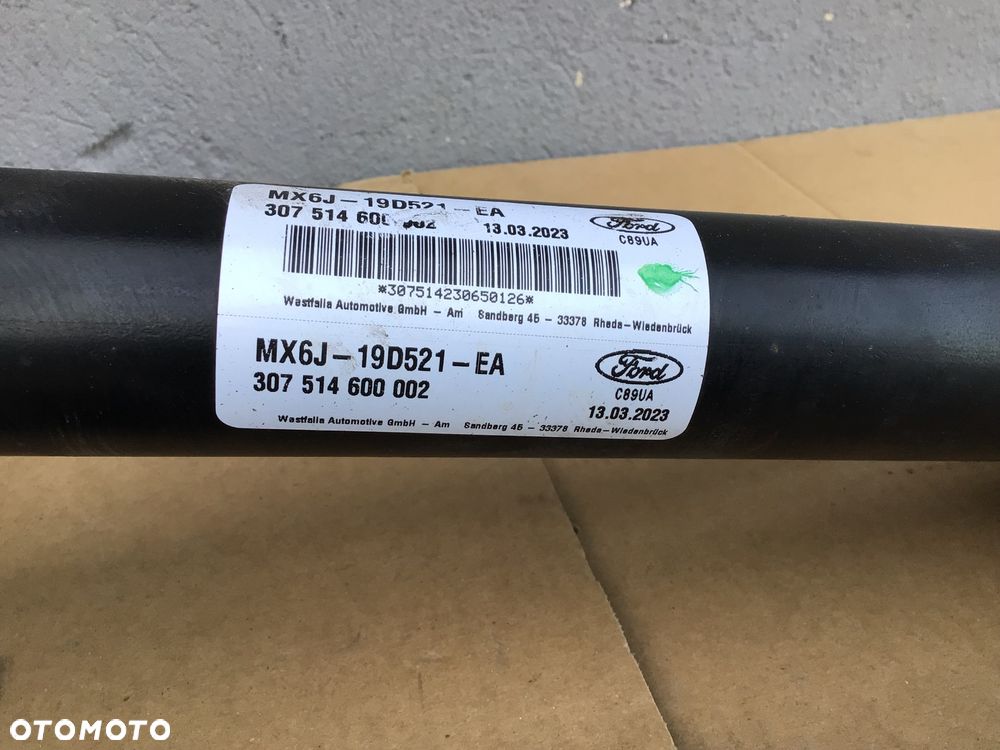 MX6J-19D521-EA
307 514 600 002
13.03.2023
Ford
C89UA
*307514230650126*
Westfalia Automotive GmbH - Am Sandberg 45 - 33378 Rheda-Wiedenbrück
MX6J-19D521-EA
307 514 600 002
Ford
C89UA
13.03.2023
Westfalia Automotive GmbH - Am Sandberg 45 - 33378 Rheda-Wiedenbrück
OTOMOTO